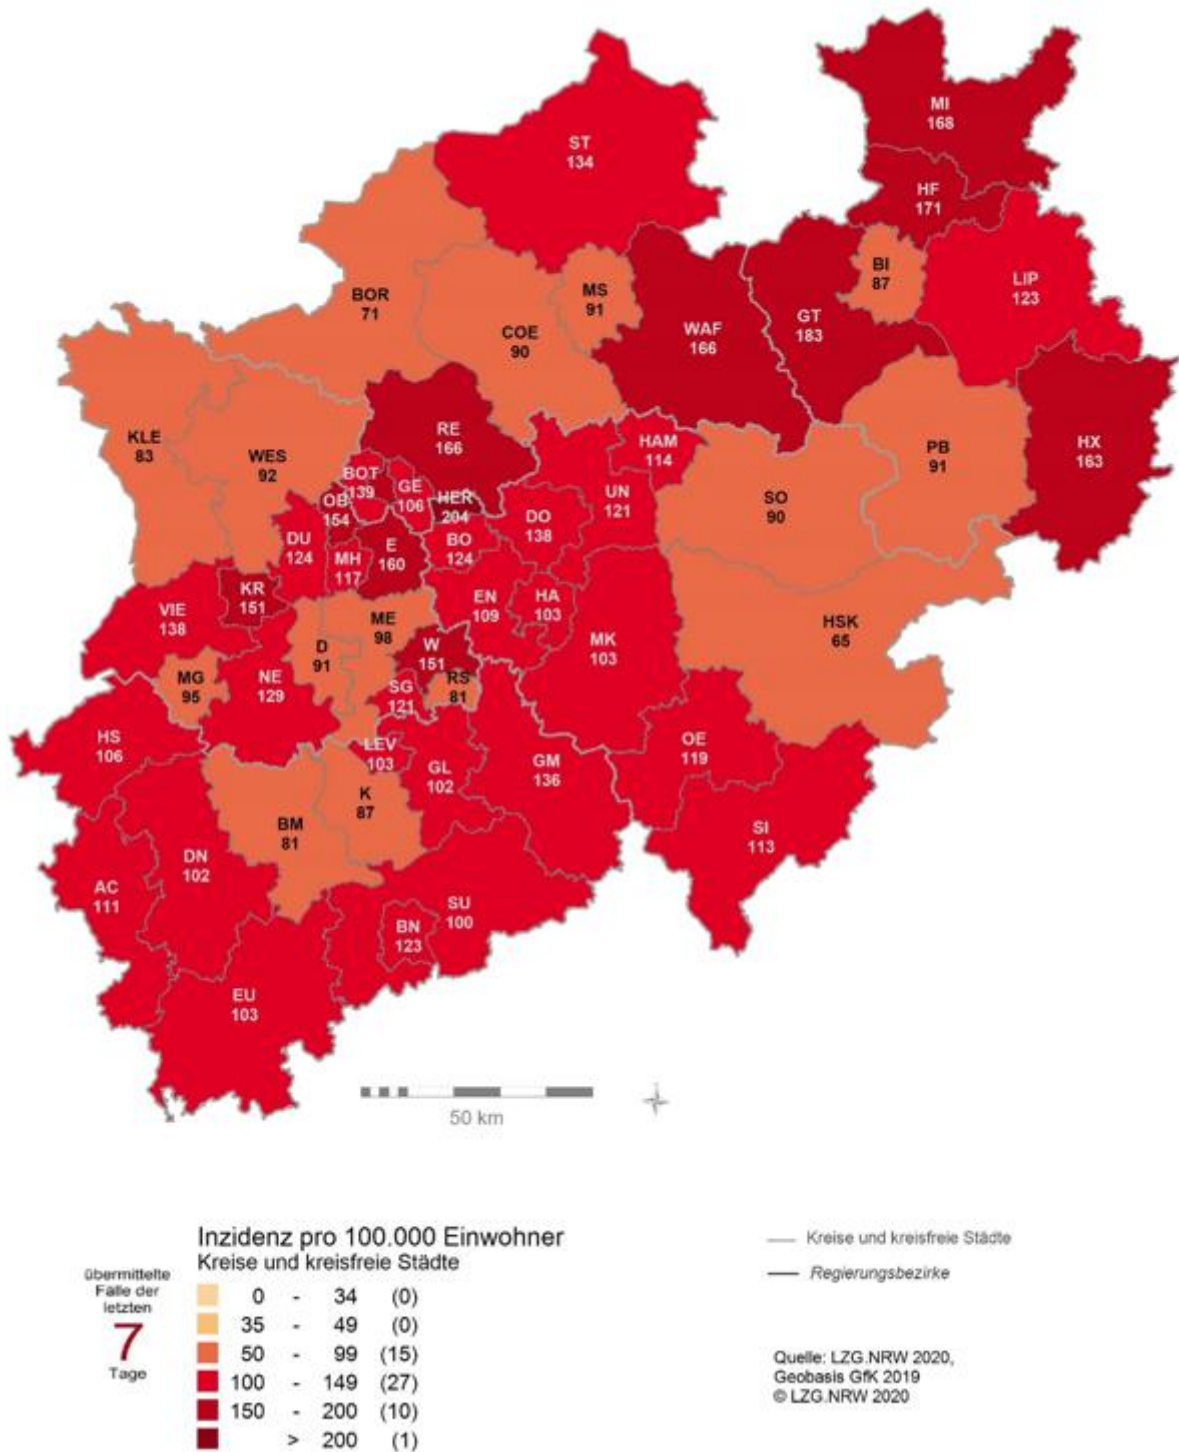 MI
168
ST
134
HF
171
BI
87
LIP
123
MS
91
BOR
71
GT
183
WAF
166
COE
90
RE
166
KLE
83
HAM
114
PB
91
HX
163
WES
92
BOT
139
GE
106
HER
204
UN
121
SO
90
OB
154
DO
138
DU
124
E
160
BO
124
MH
117
KR
151
EN
109
HA
103
VIE
138
ME
98
HSK
65
D
91
W
151
MK
103
MG
95
NE
129
SG
121
RS
81
HS
106
LEV
103
OE
119
GL
102
GM
136
K
87
BM
81
SI
113
DN
102
AC
111
SU
100
BN
123
EU
103
50 km
Inzidenz pro 100.000 Einwohner
Kreise und kreisfreie Städte
übermittelte
Fälle der
letzten
7
Tage
0 - 34 (0)
35 - 49 (0)
50 - 99 (15)
100 - 149 (27)
150 - 200 (10)
> 200 (1)
Kreise und kreisfreie Städte
Regierungsbezirke
Quelle: LZG.NRW 2020,
Geobasis GfK 2019
© LZG.NRW 2020